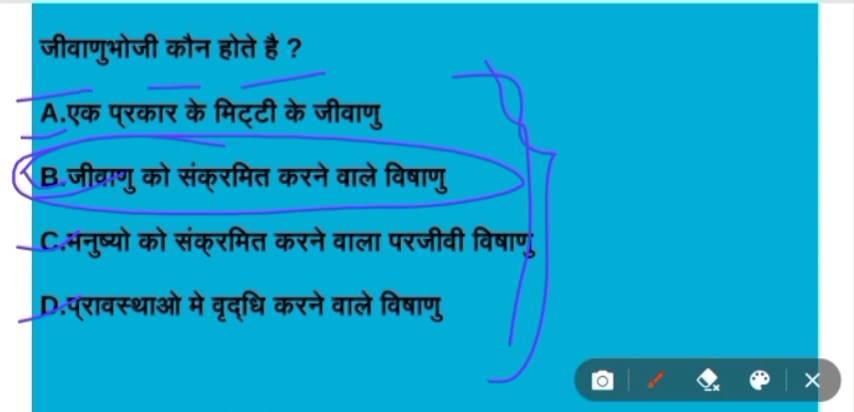 जीवाणुभोजी कौन होते है ?
A.एक प्रकार के मिट्टी के जीवाणु
B.जीवाणु को संक्रमित करने वाले विषाणु
C.मनुष्यो को संक्रमित करने वाला परजीवी विषाणु
D.प्रावस्थाओ मे वृद्धि करने वाले विषाणु